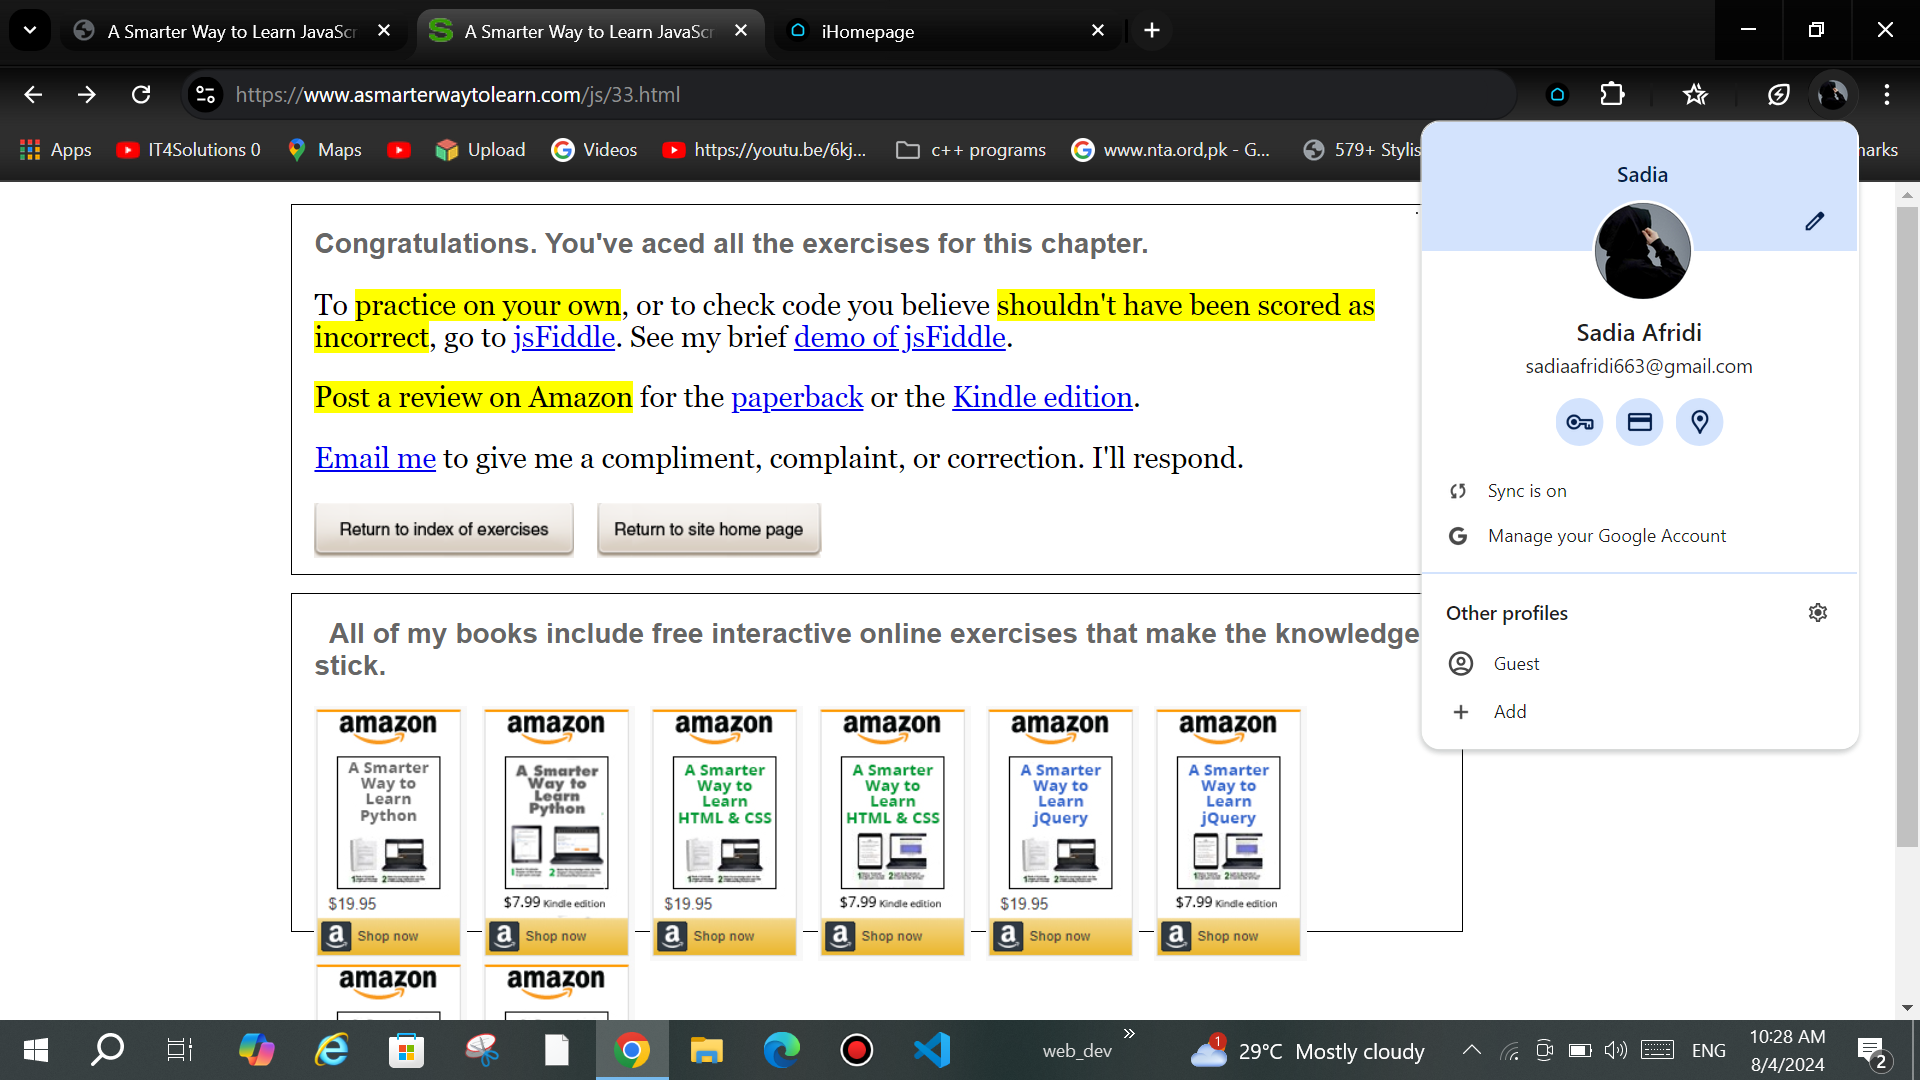 A Smarter Way to Learn JavaScr
A Smarter Way to Learn JavaScr
iHomepage
https://www.asmarterwaytolearn.com/js/33.html
Apps
IT4Solutions 0
Maps
Upload
Videos
https://youtu.be/6kj...
c++ programs
www.nta.ord,pk - G...
579+ Stylis
harks
Congratulations. You've aced all the exercises for this chapter.
To practice on your own, or to check code you believe shouldn't have been scored as
incorrect, go to jsFiddle. See my brief demo of jsFiddle.
Post a review on Amazon for the paperback or the Kindle edition.
Email me to give me a compliment, complaint, or correction. I'll respond.
Return to index of exercises
Return to site home page
All of my books include free interactive online exercises that make the knowledge
stick.
amazon
A Smarter
Way to
Learn
Python
$19.95
a Shop now
amazon
A Smarter
Way to
Learn
Python
$7.99 Kindle edition
a Shop now
amazon
A Smarter
Way to
Learn
HTML & CSS
$19.95
a Shop now
amazon
A Smarter
Way to
Learn
HTML & CSS
$7.99 Kindle edition
a Shop now
amazon
A Smarter
Way to
Learn
jQuery
$19.95
a Shop now
amazon
A Smarter
Way to
Learn
jQuery
$7.99 Kindle edition
a Shop now
amazon
amazon
Sadia
Sadia Afridi
sadiaafridi663@gmail.com
Sync is on
Manage your Google Account
Other profiles
Guest
Add
web_dev
1
29°C Mostly cloudy
ENG
10:28 AM
8/4/2024
2